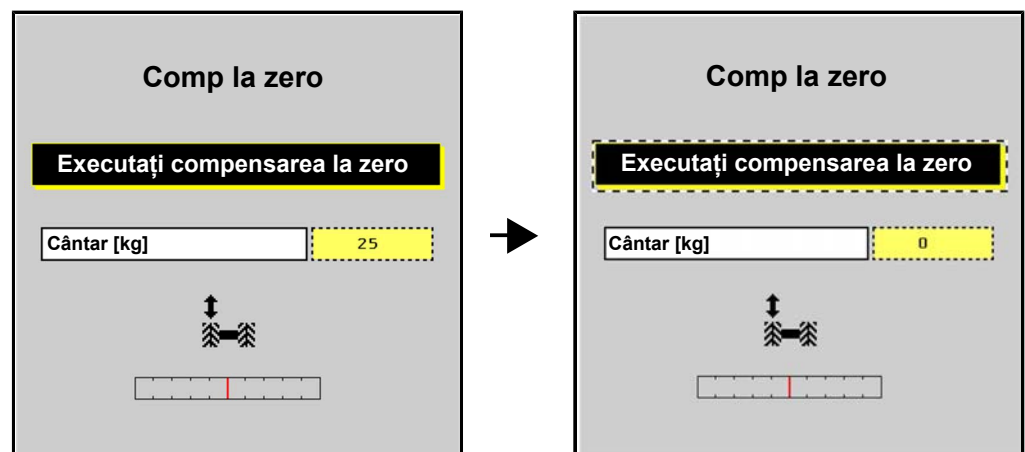 Comp la zero
Executați compensarea la zero
Cântar [kg] 25
Comp la zero
Executați compensarea la zero
Cântar [kg] 0